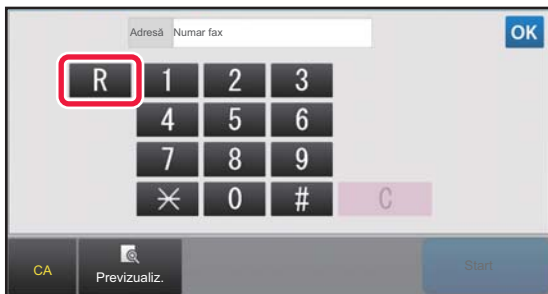 Adresă Numar fax OK
R 1 2 3
4 5 6
7 8 9
* 0 # C
CA Previzualiz. Start